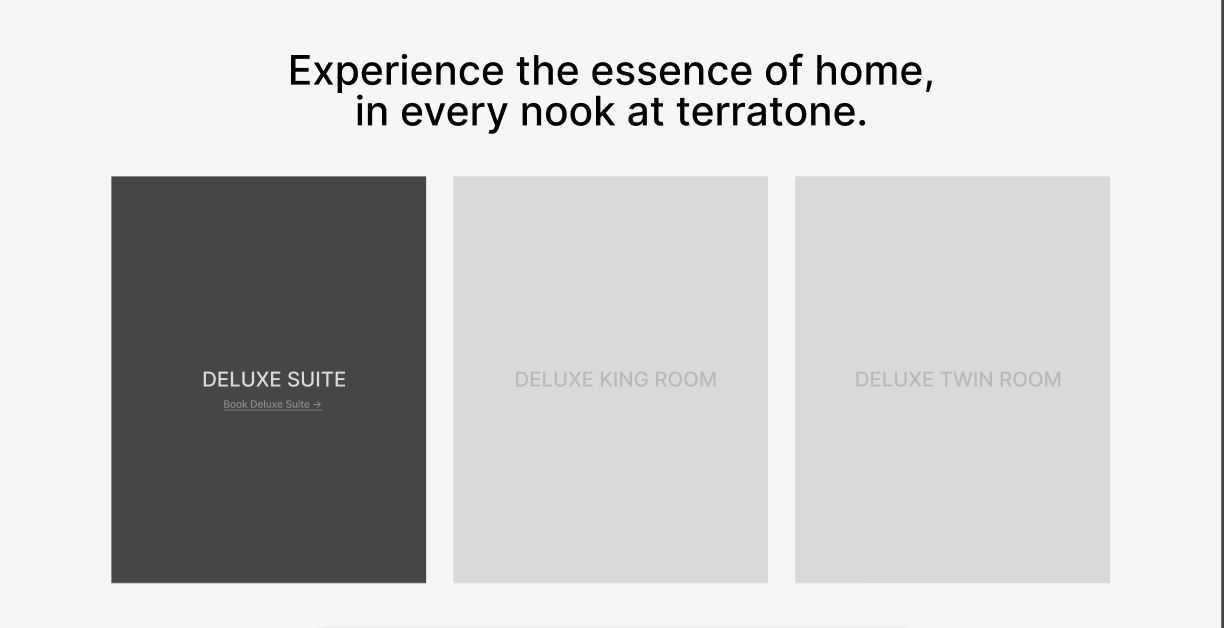 Experience the essence of home,
in every nook at terratone.
DELUXE SUITE
Book Deluxe Suite →
DELUXE KING ROOM
DELUXE TWIN ROOM